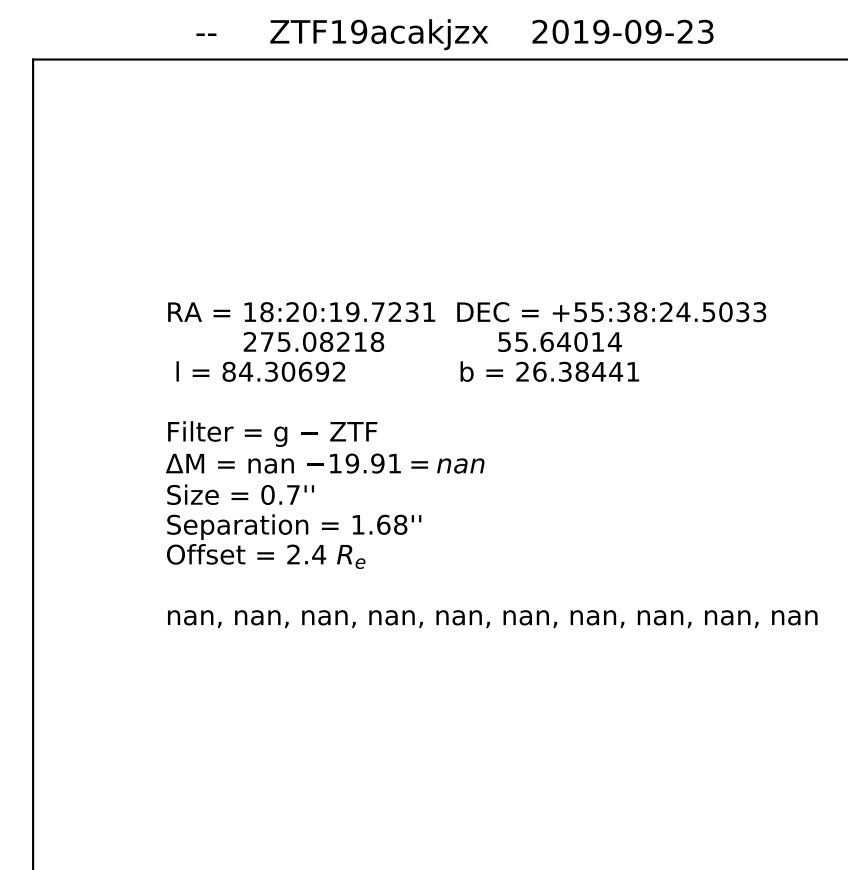 -- ZTF19acakjzx 2019-09-23
RA = 18:20:19.7231 DEC = +55:38:24.5033
275.08218 55.64014
l = 84.30692 b = 26.38441
Filter = g − ZTF
ΔM = nan −19.91 = nan
Size = 0.7''
Separation = 1.68''
Offset = 2.4 Re
nan, nan, nan, nan, nan, nan, nan, nan, nan, nan